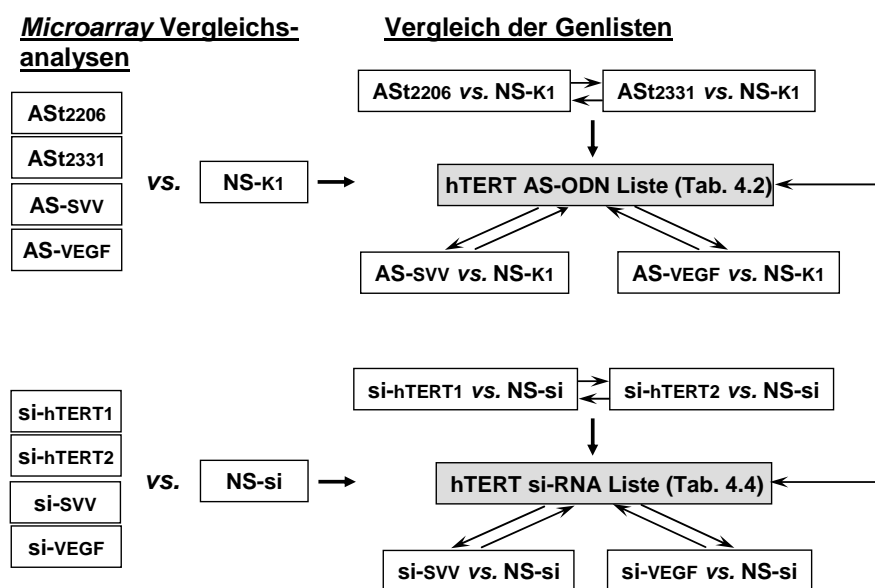 Microarray Vergleichs-
analysen
Vergleich der Genlisten
ASt2206
ASt2331
AS-SVV
AS-VEGF
vs.
NS-K1
ASt2206 vs. NS-K1
ASt2331 vs. NS-K1
hTERT AS-ODN Liste (Tab. 4.2)
AS-SVV vs. NS-K1
AS-VEGF vs. NS-K1
si-hTERT1
si-hTERT2
si-SVV
si-VEGF
vs.
NS-si
si-hTERT1 vs. NS-si
si-hTERT2 vs. NS-si
hTERT si-RNA Liste (Tab. 4.4)
si-SVV vs. NS-si
si-VEGF vs. NS-si